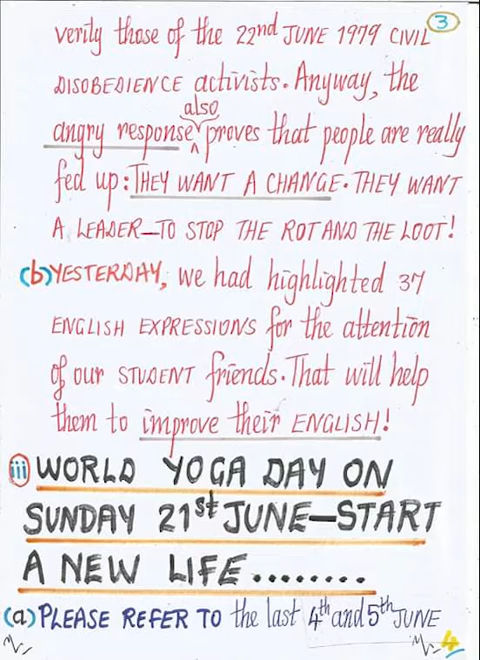 3
verity those of the 22nd JUNE 1979 CIVIL
DISOBEDIENCE activists. Anyway, the
also
angry response proves that people are really
fed up: THEY WANT A CHANGE. THEY WANT
A LEADER—TO STOP THE ROT AND THE LOOT!
(b) YESTERDAY, we had highlighted 37
ENGLISH EXPRESSIONS for the attention
of our STUDENT friends. That will help
them to improve their ENGLISH!
iii WORLD YOGA DAY ON
SUNDAY 21st JUNE—START
A NEW LIFE........
(a) PLEASE REFER TO the last 4th and 5th JUNE
4